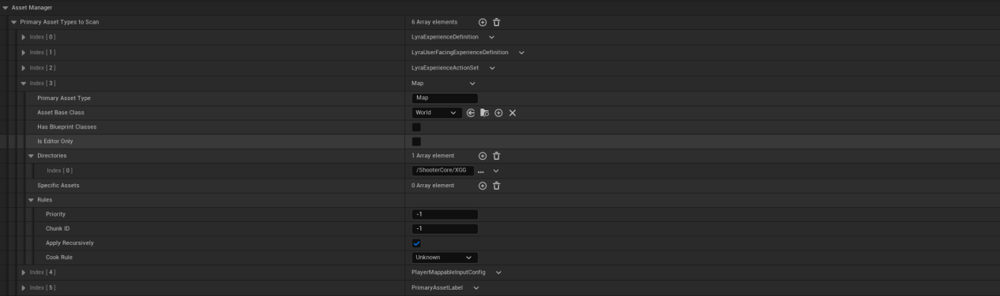 Asset Manager
Primary Asset Types to Scan 6 Array elements
Index [ 0 ] LyraExperienceDefinition
Index [ 1 ] LyraUserFacingExperienceDefinition
Index [ 2 ] LyraExperienceActionSet
Index [ 3 ] Map
Primary Asset Type Map
Asset Base Class World
Has Blueprint Classes
Is Editor Only
Directories 1 Array element
Index [ 0 ] /ShooterCore/XGG ...
Specific Assets 0 Array element
Rules
Priority -1
Chunk ID -1
Apply Recursively
Cook Rule Unknown
Index [ 4 ] PlayerMappableInputConfig
Index [ 5 ] PrimaryAssetLabel